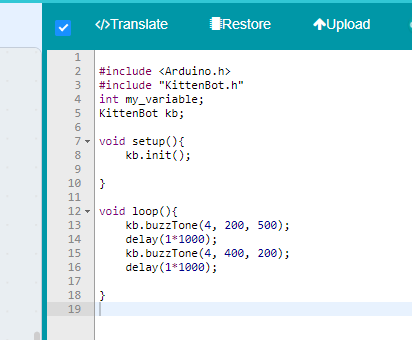 </>Translate Restore Upload
1
2 #include <Arduino.h>
3 #include "KittenBot.h"
4 int my_variable;
5 KittenBot kb;
6
7 void setup(){
8 kb.init();
9
10 }
11
12 void loop(){
13 kb.buzzTone(4, 200, 500);
14 delay(1*1000);
15 kb.buzzTone(4, 400, 200);
16 delay(1*1000);
17
18 }
19